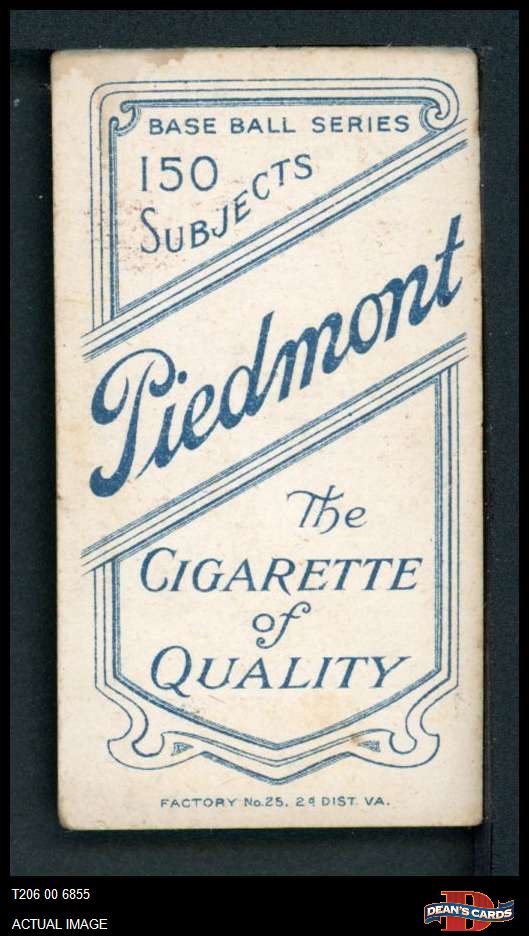 BASE BALL SERIES
150
SUBJECTS
Piedmont
The
CIGARETTE
of
QUALITY
FACTORY No. 25. 2d DIST. VA.
T206 00 6855
ACTUAL IMAGE
D
DEAN'S CARDS